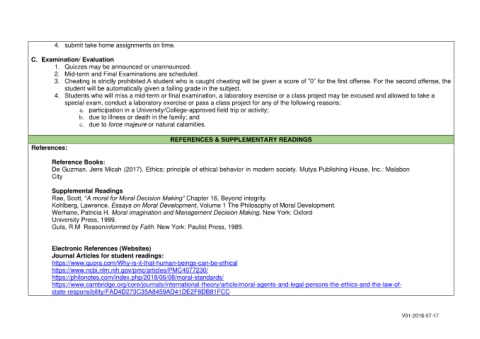 4. submit take home assignments on time.
C. Examination/ Evaluation
1. Quizzes may be announced or unannounced.
2. Mid-term and Final Examinations are scheduled.
3. Cheating is strictly prohibited.A student who is caught cheating will be given a score of "0" for the first offense. For the second offense, the
student will be automatically given a failing grade in the subject.
4. Students who will miss a mid-term or final examination, a laboratory exercise or a class project may be excused and allowed to take a
special exam, conduct a laboratory exercise or pass a class project for any of the following reasons:
a. participation in a University/College-approved field trip or activity;
b. due to illness or death in the family; and
c. due to force majeure or natural calamities.
REFERENCES & SUPPLEMENTARY READINGS
References:
Reference Books:
De Guzman, Jens Micah (2017). Ethics: principle of ethical behavior in modern society. Mutya Publishing House, Inc.: Malabon
City
Supplemental Readings
Rae, Scott, "A moral for Moral Decision Making" Chapter 16, Beyond integrity.
Kohlberg, Lawrence. Essays on Moral Development, Volume 1 The Philosophy of Moral Development.
Werhane, Patricia H. Moral imagination and Management Decision Making. New York: Oxford
University Press, 1999.
Gula, R.M Reasoninformed by Faith. New York: Paulist Press, 1989.
Electronic References (Websites)
Journal Articles for student readings:
https://www.quora.com/Why-is-it-that-human-beings-can-be-ethical
https://www.ncbi.nlm.nih.gov/pmc/articles/PMC4077230/
https://philonotes.com/index.php/2018/06/08/moral-standards/
https://www.cambridge.org/core/journals/international-theory/article/moral-agents-and-legal-persons-the-ethics-and-the-law-of-
state-responsibility/FAD4D273C35A8459AD41DE2F8DB81FCC
V01-2018-07-17